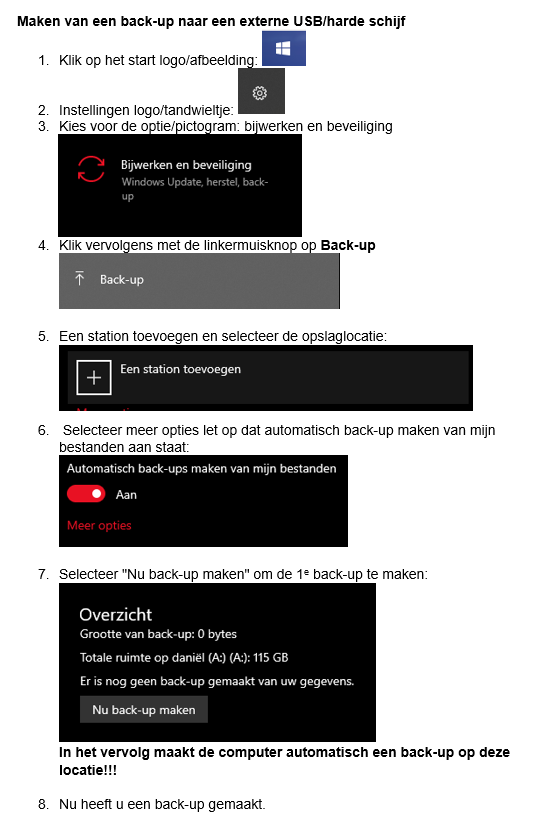 Maken van een back-up naar een externe USB/harde schijf
1. Klik op het start logo/afbeelding:
2. Instellingen logo/tandwieltje:
3. Kies voor de optie/pictogram: bijwerken en beveiliging
Bijwerken en beveiliging
Windows Update, herstel, back-
up
4. Klik vervolgens met de linkermuisknop op Back-up
Back-up
5. Een station toevoegen en selecteer de opslaglocatie:
Een station toevoegen
6. Selecteer meer opties let op dat automatisch back-up maken van mijn
bestanden aan staat:
Automatisch back-ups maken van mijn bestanden
Aan
Meer opties
7. Selecteer "Nu back-up maken" om de 1e back-up te maken:
Overzicht
Grootte van back-up: 0 bytes
Totale ruimte op daniël (A:) (A:): 115 GB
Er is nog geen back-up gemaakt van uw gegevens.
Nu back-up maken
In het vervolg maakt de computer automatisch een back-up op deze
locatie!!!
8. Nu heeft u een back-up gemaakt.